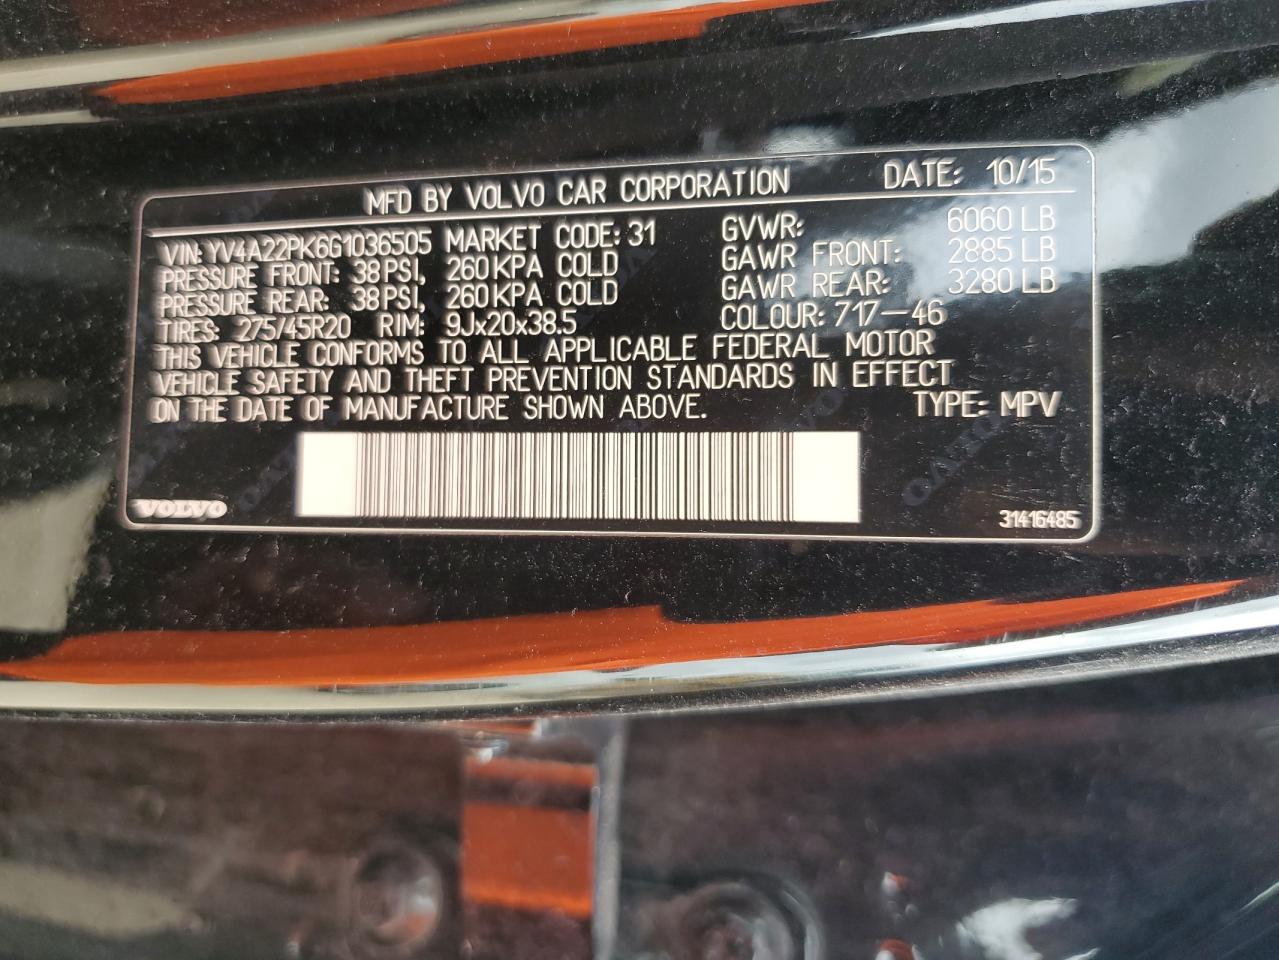 MFD BY VOLVO CAR CORPORATION DATE: 10/15
VIN: YV4A22PK6G1036505 MARKET CODE: 31 GVWR: 6060 LB
PRESSURE FRONT: 38 PSI, 260 KPA COLD GAWR FRONT: 2885 LB
PRESSURE REAR: 38 PSI, 260 KPA COLD GAWR REAR: 3280 LB
TIRES: 275/45R20 RIM: 9Jx20x38.5 COLOUR: 717-46
THIS VEHICLE CONFORMS TO ALL APPLICABLE FEDERAL MOTOR
VEHICLE SAFETY AND THEFT PREVENTION STANDARDS IN EFFECT
ON THE DATE OF MANUFACTURE SHOWN ABOVE. TYPE: MPV
VOLVO 31416485